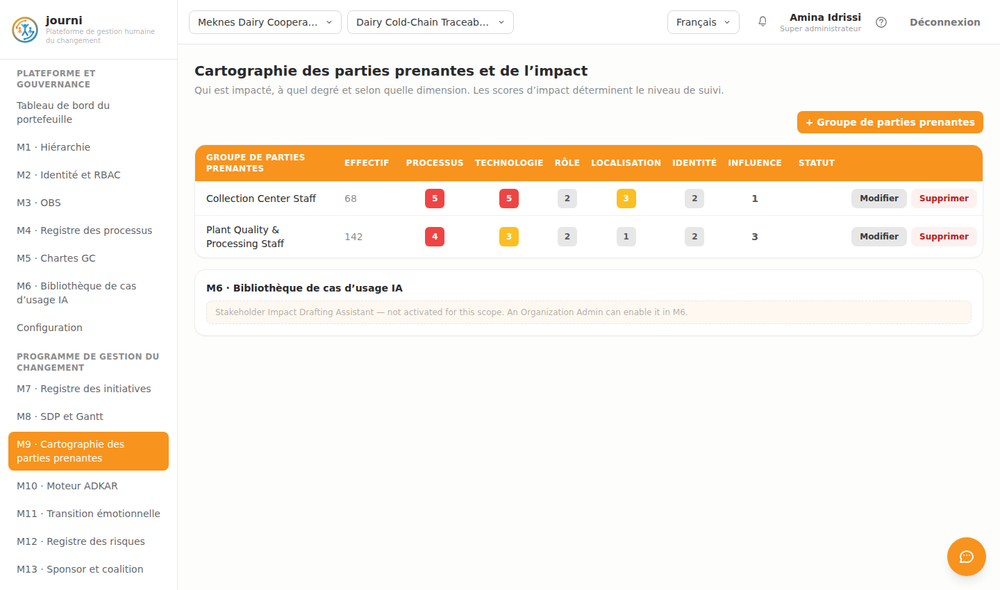 journi
Plateforme de gestion humaine
du changement
Meknes Dairy Coopera…
Dairy Cold-Chain Traceab…
Français
Amina Idrissi
Super administrateur
Déconnexion
PLATEFORME ET
GOUVERNANCE
Tableau de bord du
portefeuille
M1 · Hiérarchie
M2 · Identité et RBAC
M3 · OBS
M4 · Registre des processus
M5 · Chartes GC
M6 · Bibliothèque de cas
d’usage IA
Configuration
PROGRAMME DE GESTION DU
CHANGEMENT
M7 · Registre des initiatives
M8 · SDP et Gantt
M9 · Cartographie des
parties prenantes
M10 · Moteur ADKAR
M11 · Transition émotionnelle
M12 · Registre des risques
M13 · Sponsor et coalition
Cartographie des parties prenantes et de l’impact
Qui est impacté, à quel degré et selon quelle dimension. Les scores d’impact déterminent le niveau de suivi.
+ Groupe de parties prenantes
GROUPE DE PARTIES
PRENANTES
EFFECTIF
PROCESSUS
TECHNOLOGIE
RÔLE
LOCALISATION
IDENTITÉ
INFLUENCE
STATUT
Collection Center Staff
68
5
5
2
3
2
1
Modifier
Supprimer
Plant Quality &
Processing Staff
142
4
3
2
1
2
3
Modifier
Supprimer
M6 · Bibliothèque de cas d’usage IA
Stakeholder Impact Drafting Assistant — not activated for this scope. An Organization Admin can enable it in M6.